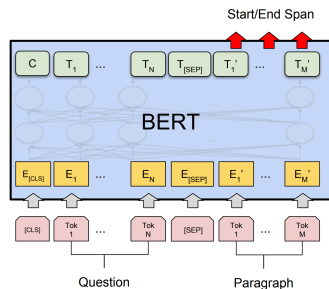 Start/End Span
C T1 ... TN T[SEP] T1' ... TM'
BERT
E[CLS] E1 ... EN E[SEP] E1' ... EM'
[CLS] Tok 1 ... Tok N [SEP] Tok 1 ... Tok M
Question Paragraph